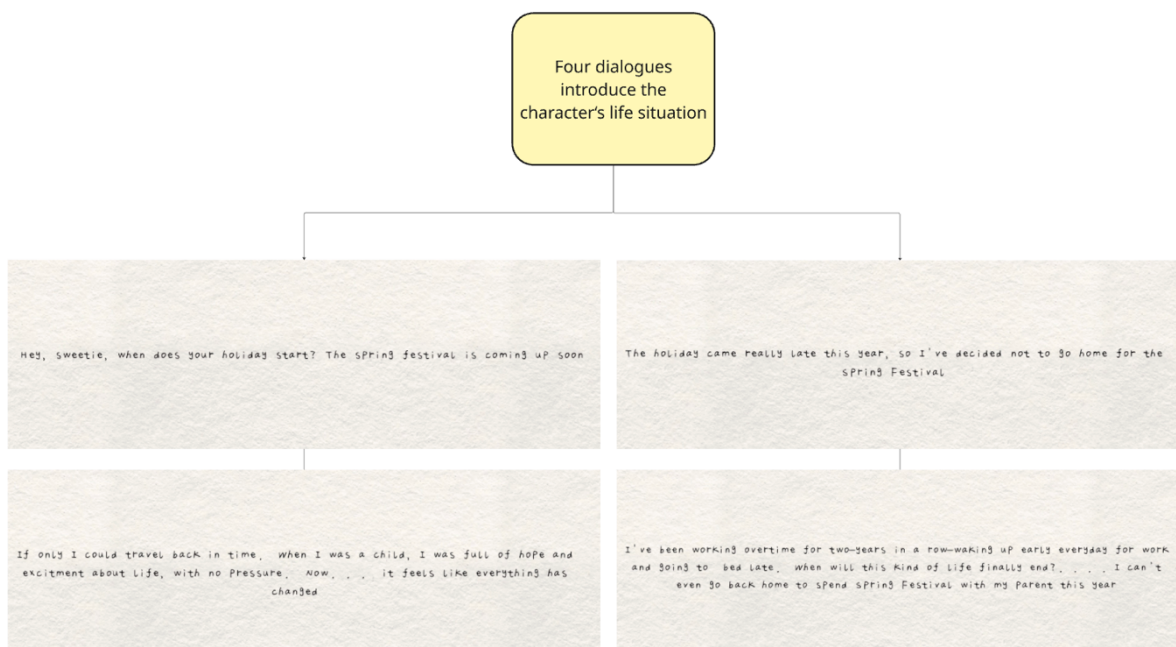 Four dialogues
introduce the
character‘s life situation
Hey, sweetie, when does your holiday start? The spring festival is coming up soon
The holiday came really late this year, so I've decided not to go home for the
Spring Festival
If only I could travel back in time. When I was a child, I was full of hope and
excitment about life, with no pressure. Now. . . . it feels like everything has
changed
I've been working overtime for two-years in a row-waking up early everyday for work
and going to bed late. When will this kind of life finally end?. . . . I can't
even go back home to spend Spring Festival with my parent this year